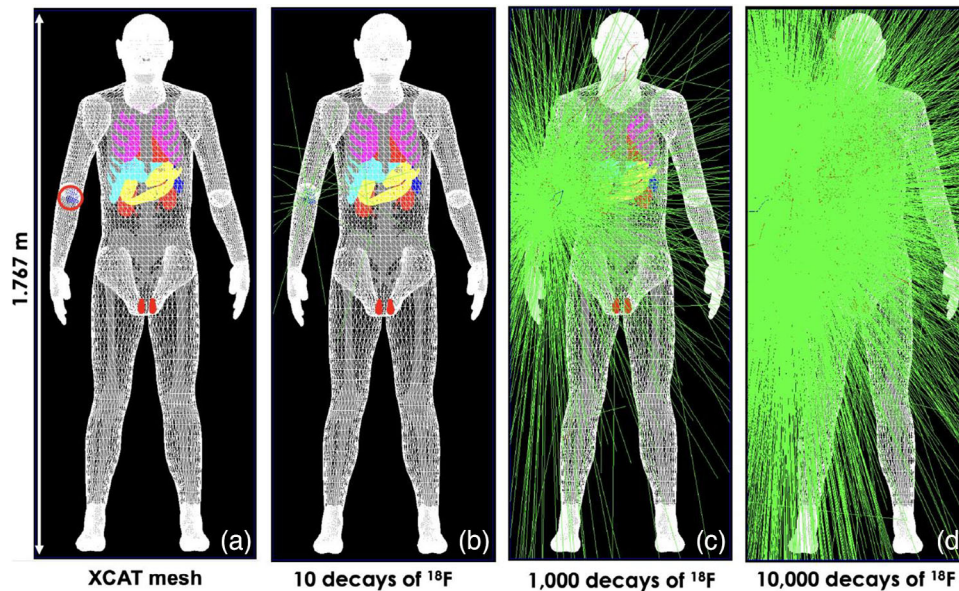 1.767 m
(a)
(b)
(c)
(d
XCAT mesh
10 decays of ¹⁸F
1,000 decays of ¹⁸F
10,000 decays of ¹⁸F